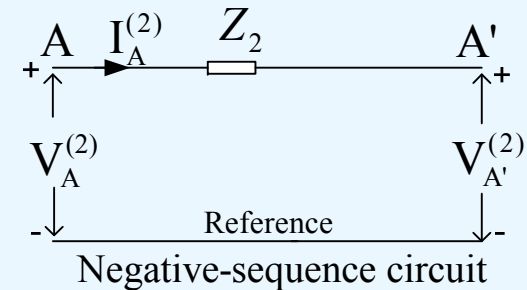 A I_A^(2) Z_2 A'
+ +
V_A^(2) V_A'^(2)
- Reference -
Negative-sequence circuit